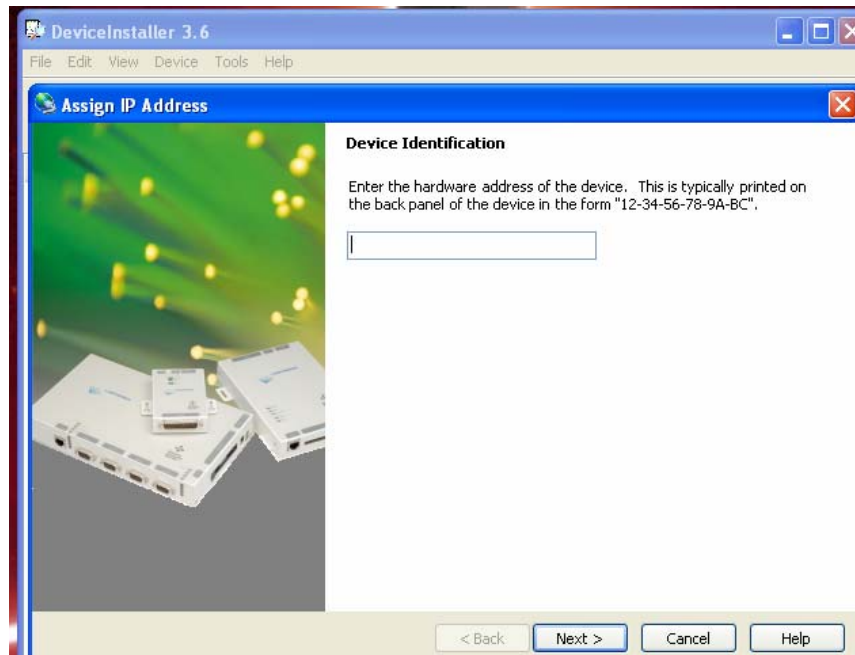 DeviceInstaller 3.6
File Edit View Device Tools Help
Assign IP Address
Device Identification
Enter the hardware address of the device. This is typically printed on
the back panel of the device in the form "12-34-56-78-9A-BC".
< Back Next > Cancel Help